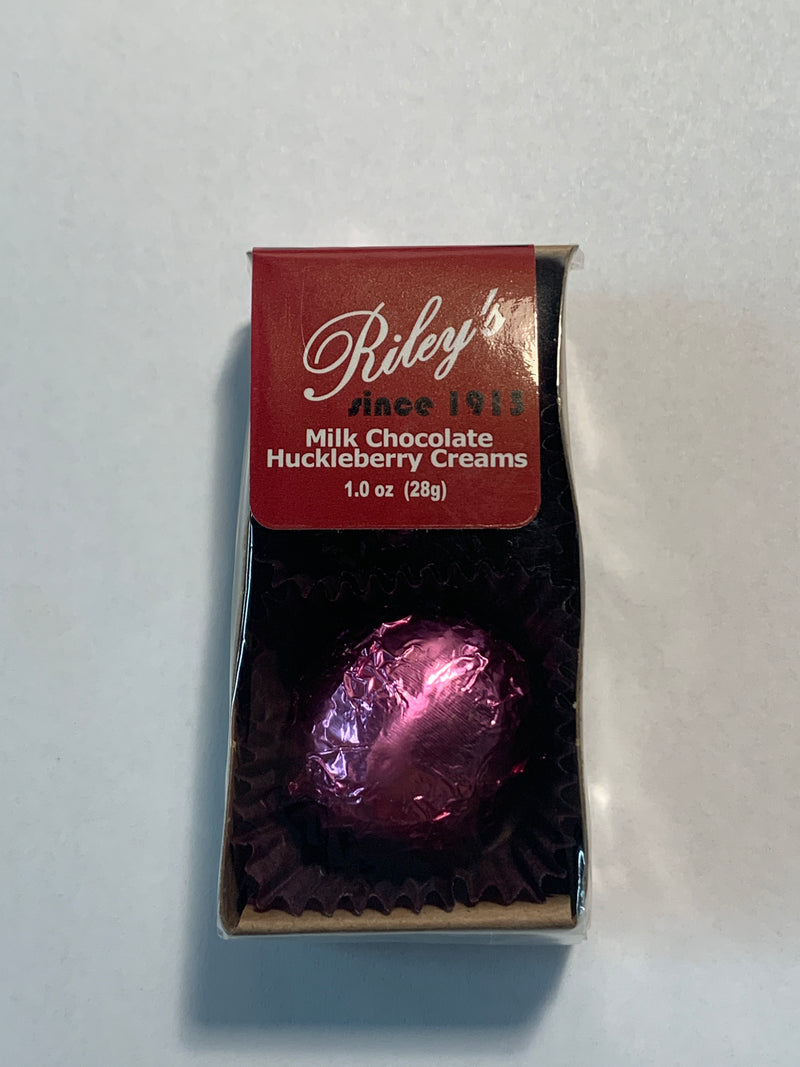 Riley's
since 1915
Milk Chocolate
Huckleberry Creams
1.0 oz (28g)